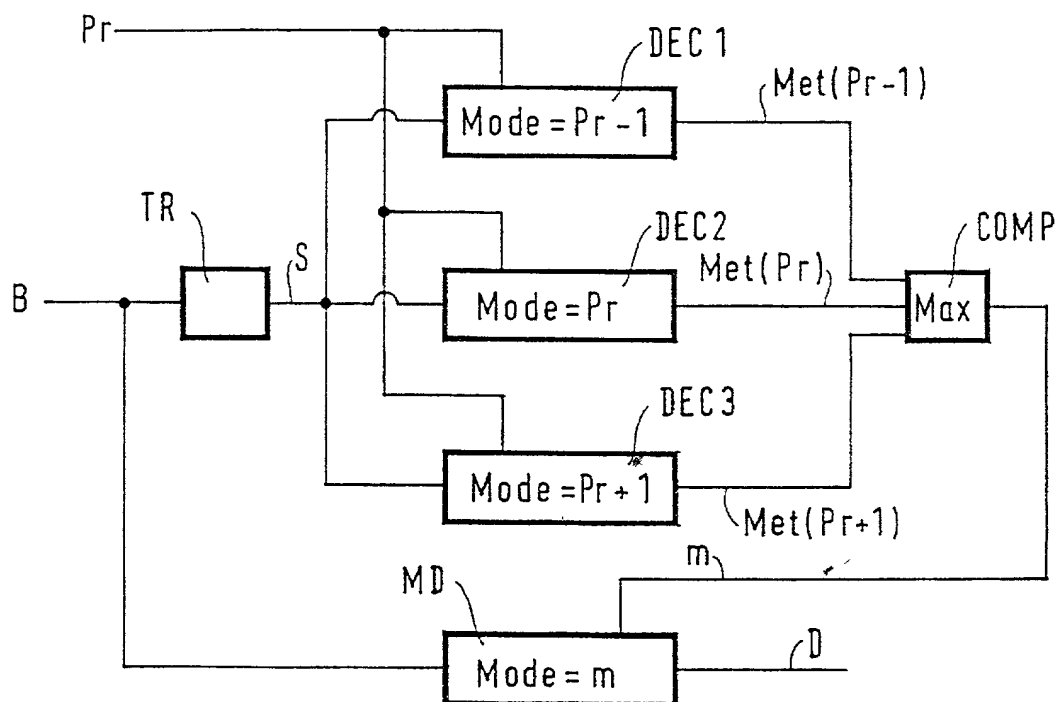 Pr
DEC 1
Mode = Pr - 1
Met(Pr-1)
TR
DEC2
COMP
S
Met(Pr)
B
Mode = Pr
Max
DEC 3
Mode = Pr + 1
Met(Pr+1)
m
MD
D
Mode = m